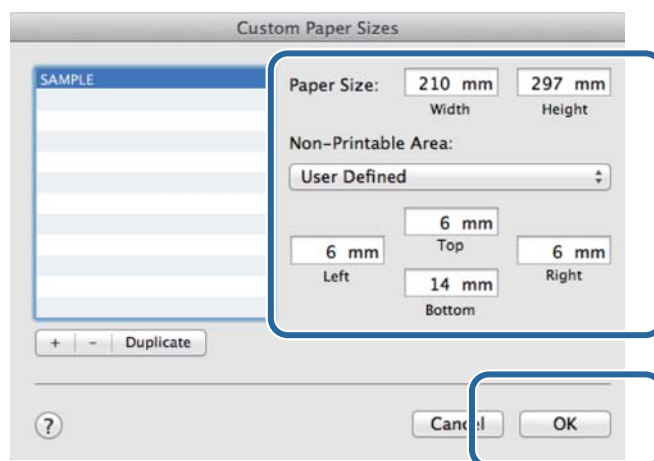 Custom Paper Sizes
SAMPLE
Paper Size: 210 mm 297 mm
Width Height
Non-Printable Area:
User Defined
6 mm
Top
6 mm 6 mm
Left Right
14 mm
Bottom
+ - Duplicate
? Cancel OK